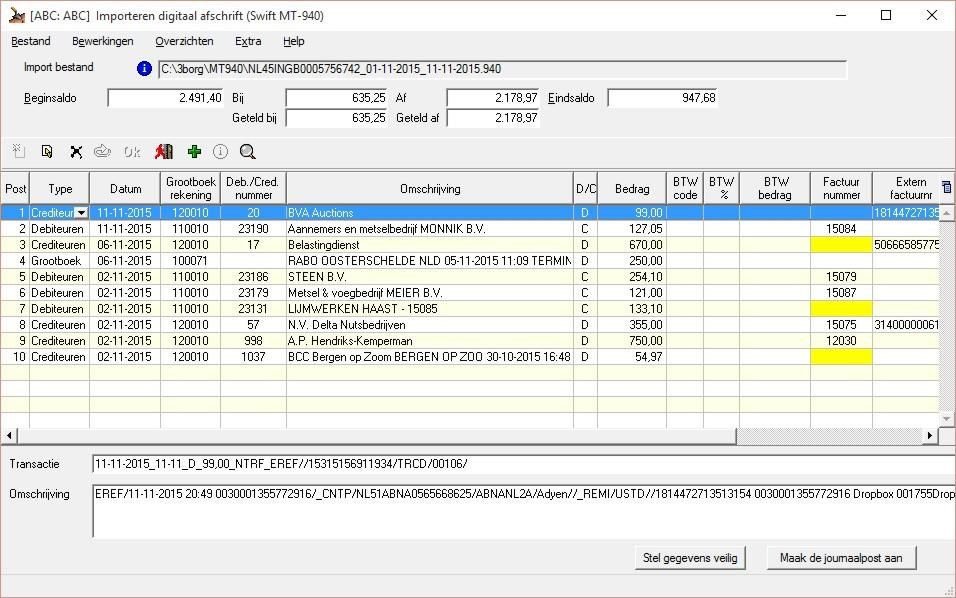 [ABC: ABC] Importeren digitaal afschrift (Swift MT-940)
Bestand Bewerkingen Overzichten Extra Help
Import bestand C:\3borg\MT940\NL45INGB0005756742_01-11-2015_11-11-2015.940
Beginsaldo 2.491,40 Bij 635,25 Af 2.178,97 Eindsaldo 947,68
Geteld bij 635,25 Geteld af 2.178,97
Ok
Post Type Datum Grootboek rekening Deb./Cred. nummer Omschrijving D/C Bedrag BTW code BTW % BTW bedrag Factuur nummer Extern factuurnr
1 Crediteur 11-11-2015 120010 20 BVA Auctions D 99,00 18144727135
2 Debiteuren 11-11-2015 110010 23190 Aannemers en metselbedrijf MONNIK B.V. C 127,05 15084
3 Crediteuren 06-11-2015 120010 17 Belastingdienst D 670,00 50666585775
4 Grootboek 06-11-2015 100071 RABO OOSTERSCHELDE NLD 05-11-2015 11:09 TERMIN D 250,00
5 Debiteuren 02-11-2015 110010 23186 STEEN B.V. C 254,10 15079
6 Debiteuren 02-11-2015 110010 23179 Metsel & voegbedrijf MEIER B.V. C 121,00 15087
7 Debiteuren 02-11-2015 110010 23131 LIJMWERKEN HAAST - 15085 C 133,10
8 Crediteuren 02-11-2015 120010 57 N.V. Delta Nutsbedrijven D 355,00 15075 31400000061
9 Crediteuren 02-11-2015 120010 998 A.P. Hendriks-Kemperman D 750,00 12030
10 Crediteuren 02-11-2015 120010 1037 BCC Bergen op Zoom BERGEN OP ZOO 30-10-2015 16:48 D 54,97
Transactie 11-11-2015_11-11_D_99,00_NTRF_EREF//15315156911934/TRCD/00106/
Omschrijving EREF/11-11-2015 20:49 0030001355772916/_CNTP/NL51ABNA0565668625/ABNANL2A/Adyen//_REMI/USTD//1814472713513154 0030001355772916 Dropbox 001755Drop
Stel gegevens veilig Maak de journaalpost aan